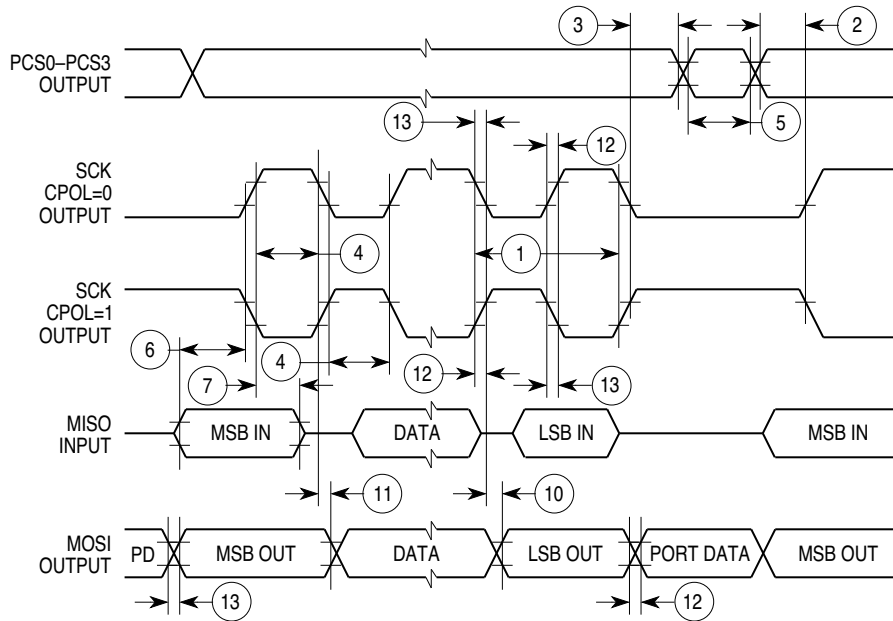 3
2
PCS0–PCS3
OUTPUT
5
13
12
SCK
CPOL=0
OUTPUT
4
1
SCK
CPOL=1
OUTPUT
6
4
7
12
13
MISO
INPUT
MSB IN
DATA
LSB IN
MSB IN
11
10
MOSI
OUTPUT
PD
MSB OUT
DATA
LSB OUT
PORT DATA
MSB OUT
13
12